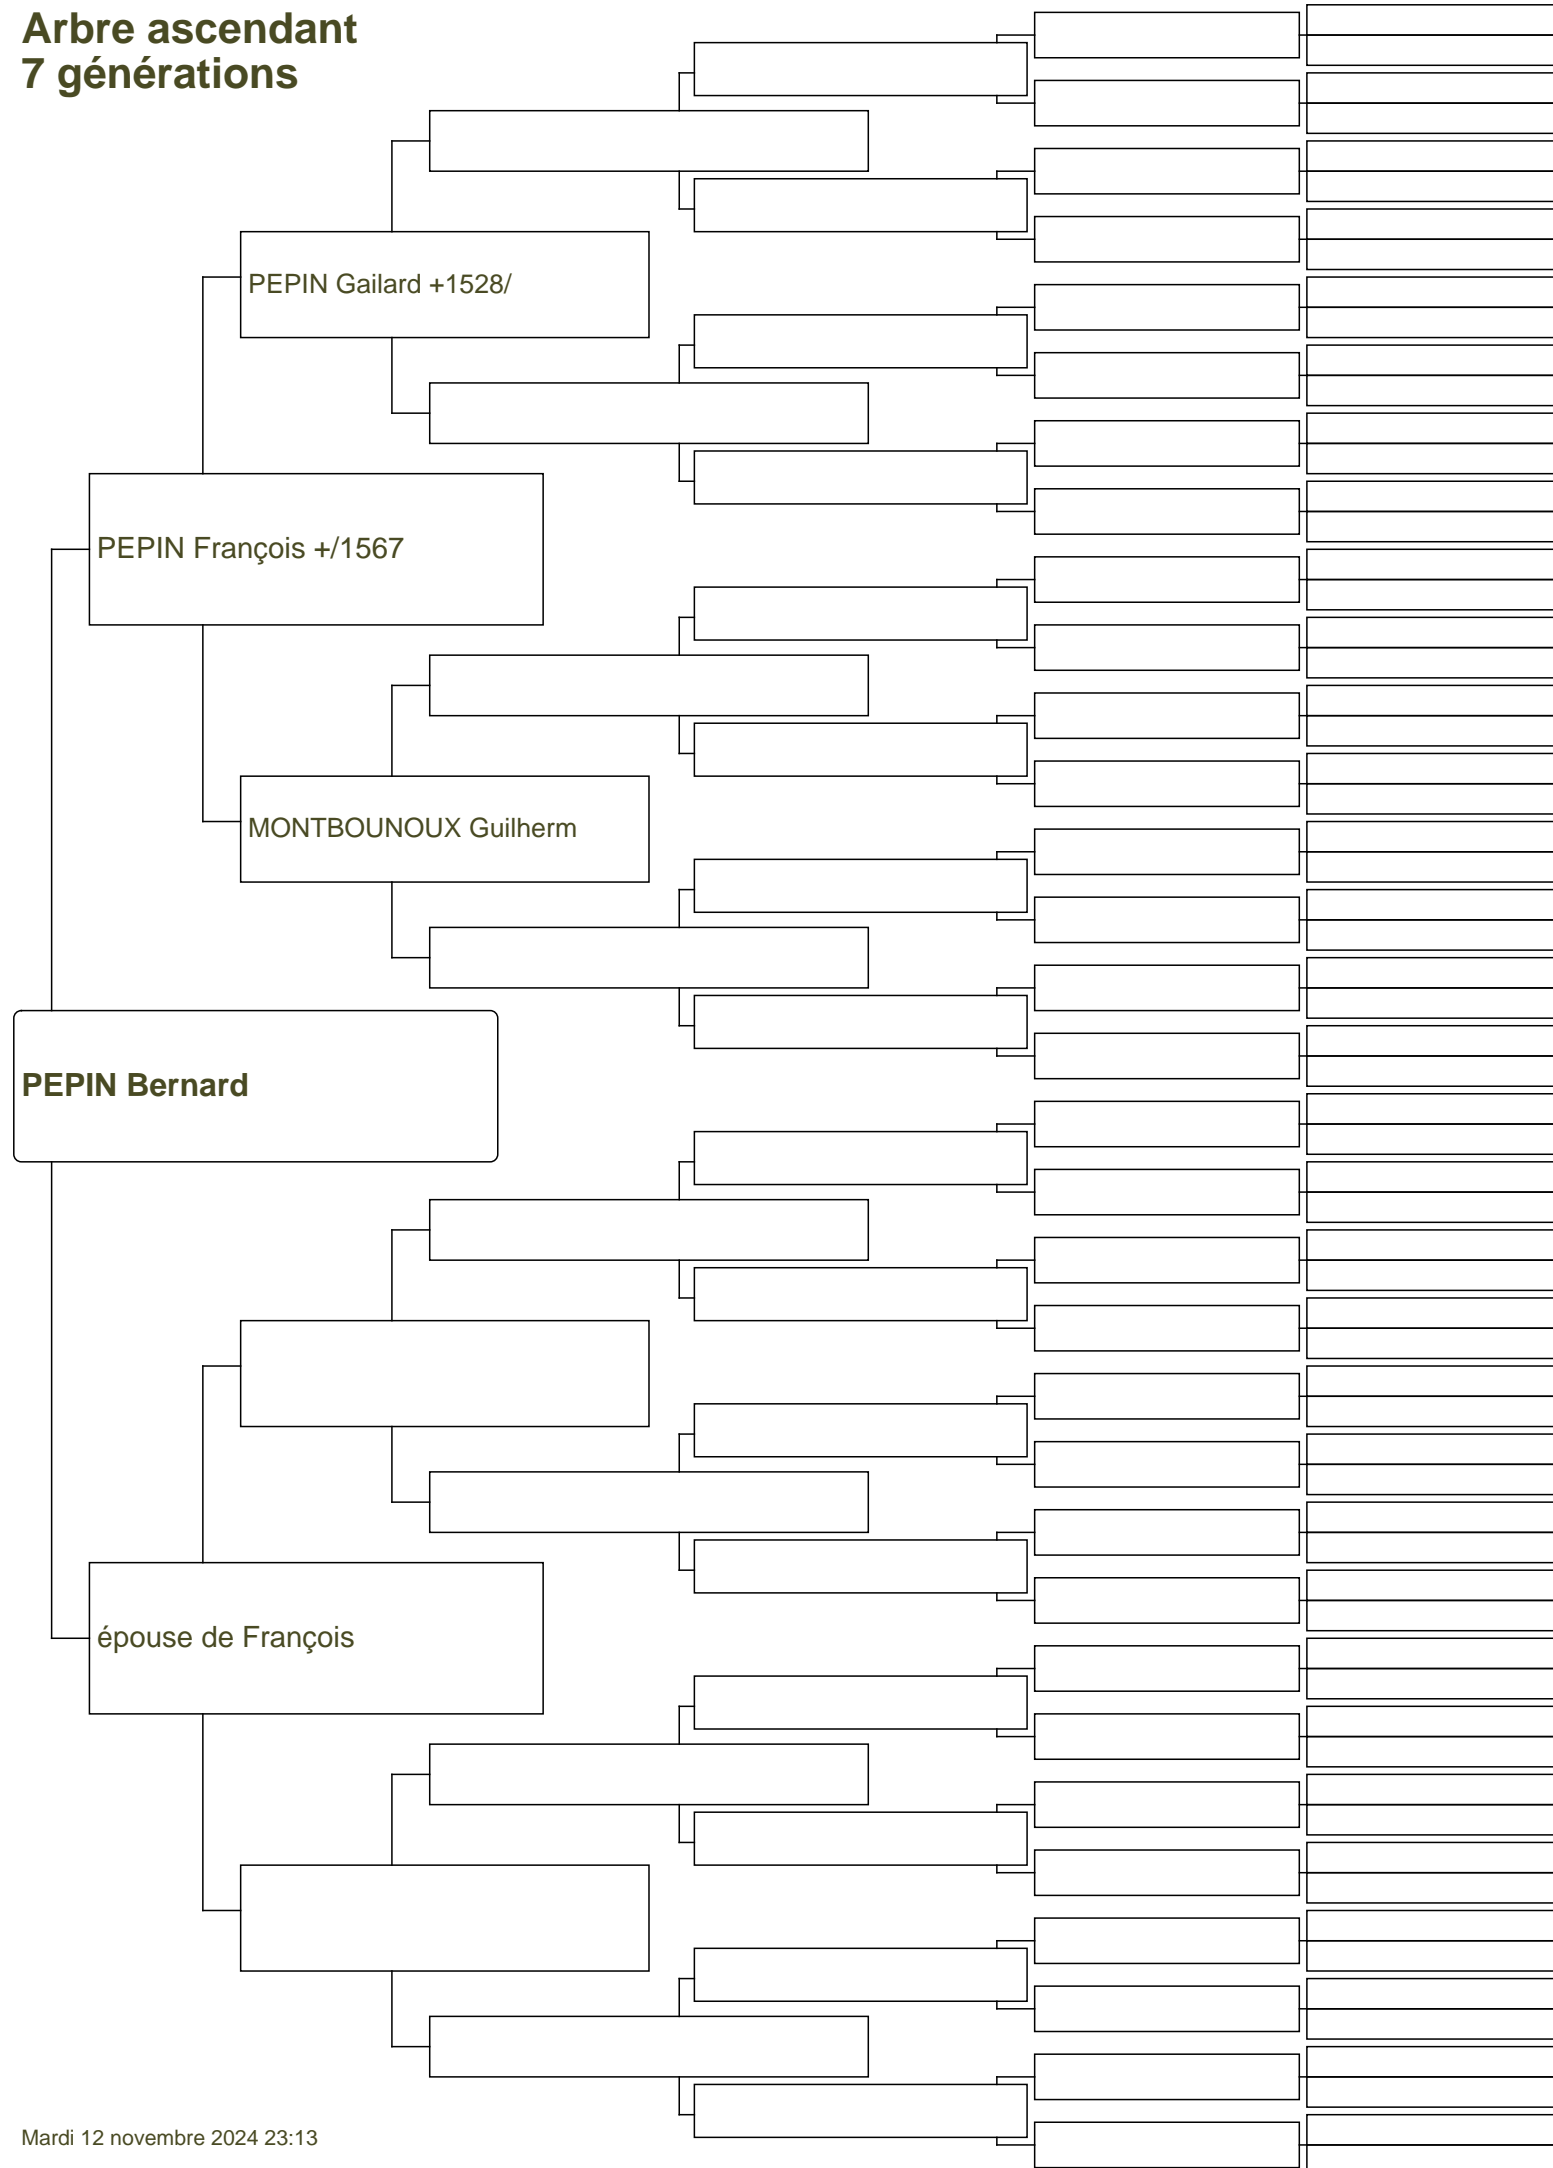 Arbre ascendant
7 générations
PEPIN Gailard +1528/
PEPIN François +/1567
MONTBOUNOUX Guilherm
PEPIN Bernard
épouse de François
Mardi 12 novembre 2024 23:13